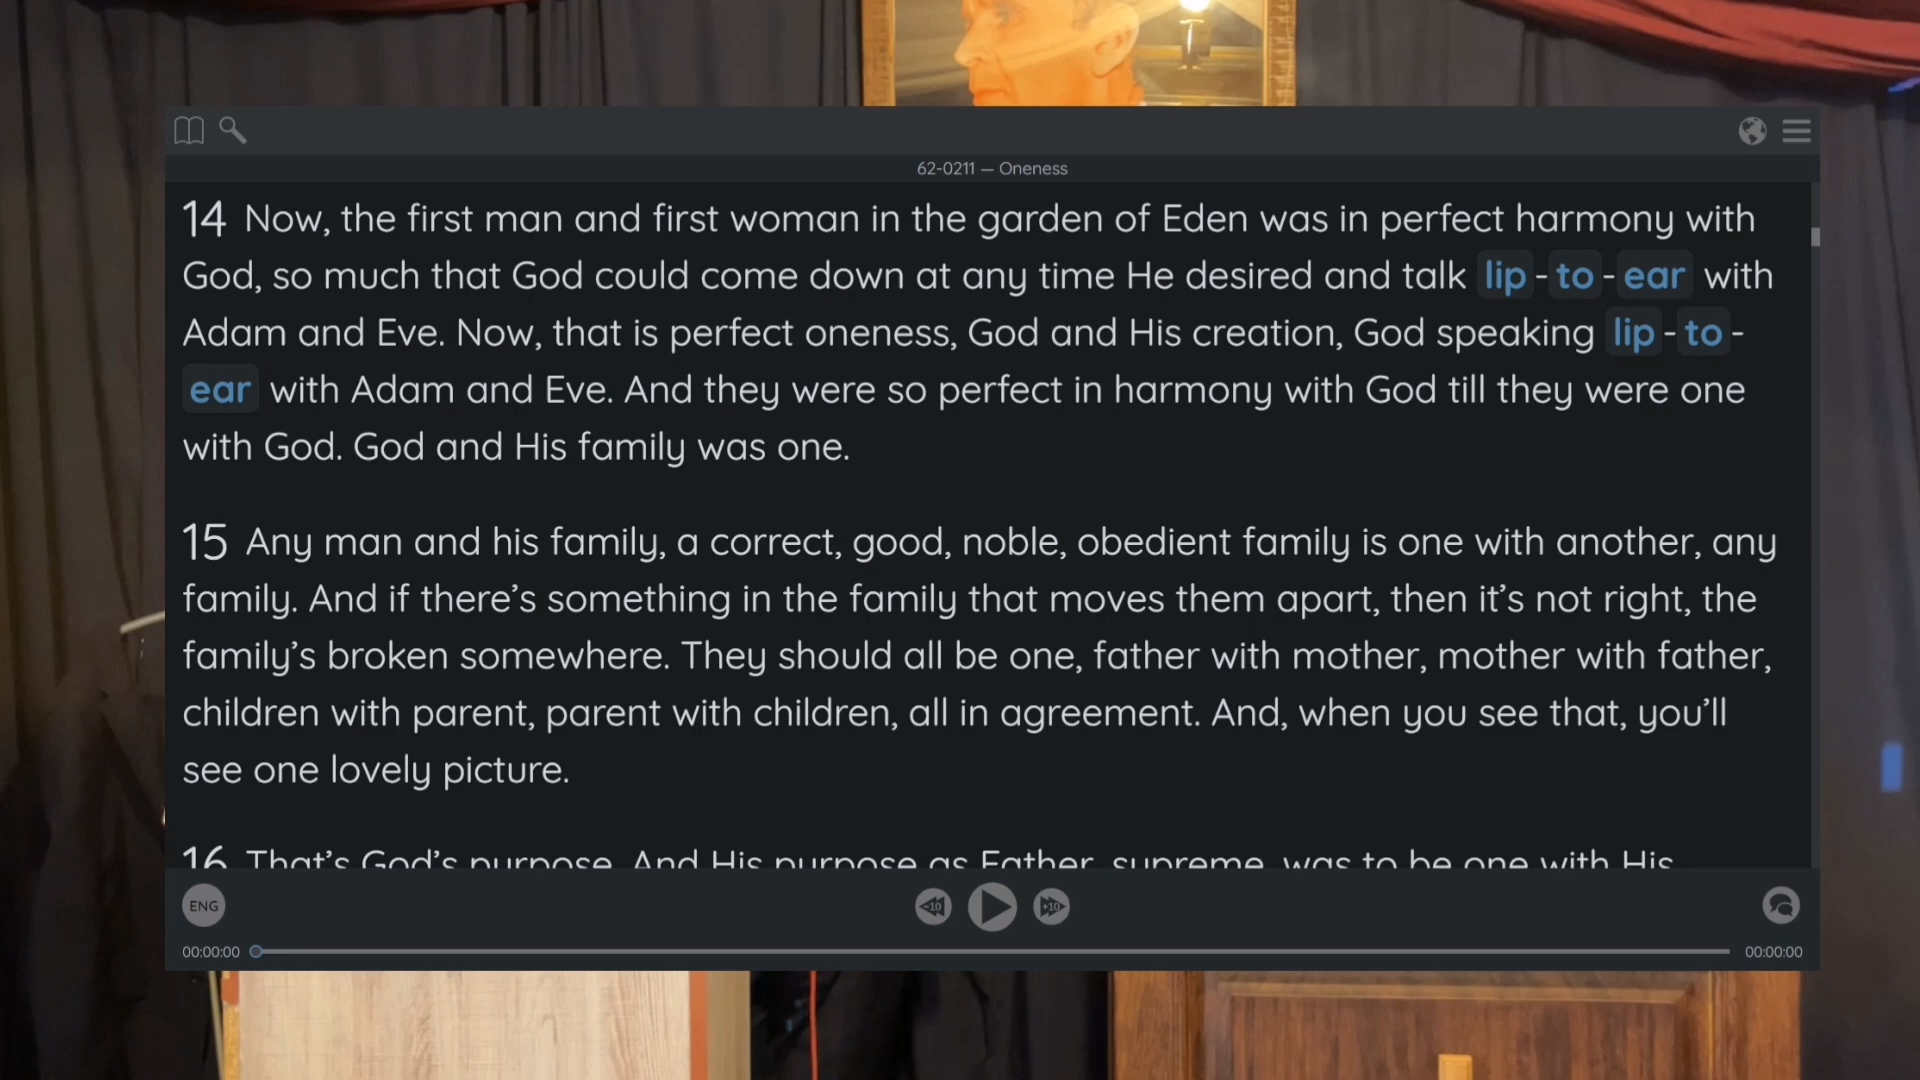 62-0211 — Oneness
14 Now, the first man and first woman in the garden of Eden was in perfect harmony with
God, so much that God could come down at any time He desired and talk lip-to-ear with
Adam and Eve. Now, that is perfect oneness, God and His creation, God speaking lip-to-
ear with Adam and Eve. And they were so perfect in harmony with God till they were one
with God. God and His family was one.
15 Any man and his family, a correct, good, noble, obedient family is one with another, any
family. And if there’s something in the family that moves them apart, then it’s not right, the
family’s broken somewhere. They should all be one, father with mother, mother with father,
children with parent, parent with children, all in agreement. And, when you see that, you’ll
see one lovely picture.
16 That’s God’s purpose. And His purpose as Father, supreme, was to be one with His
ENG
-10
+10
00:00:00
00:00:00